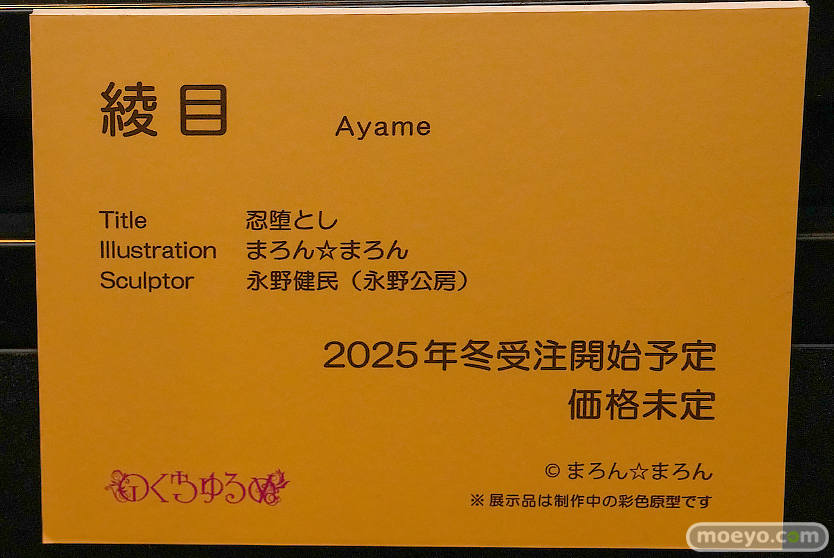 綾目 Ayame
Title 忍堕とし
Illustration まろん☆まろん
Sculptor 永野健民（永野公房）
2025年冬受注開始予定
価格未定
© まろん☆まろん
のくちゅるぬ
※展示品は制作中の彩色原型です
moeyo.com